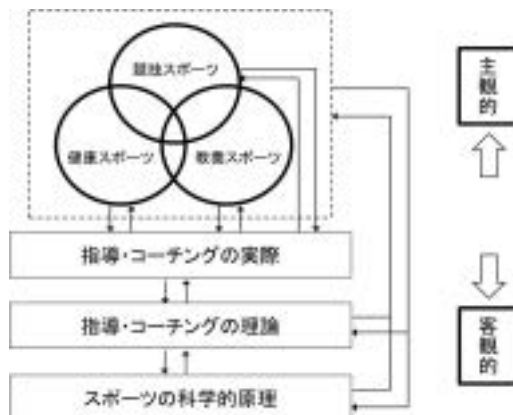 競技スポーツ
健康スポーツ
教養スポーツ
指導・コーチングの実際
指導・コーチングの理論
スポーツの科学的原理
主観的
客観的